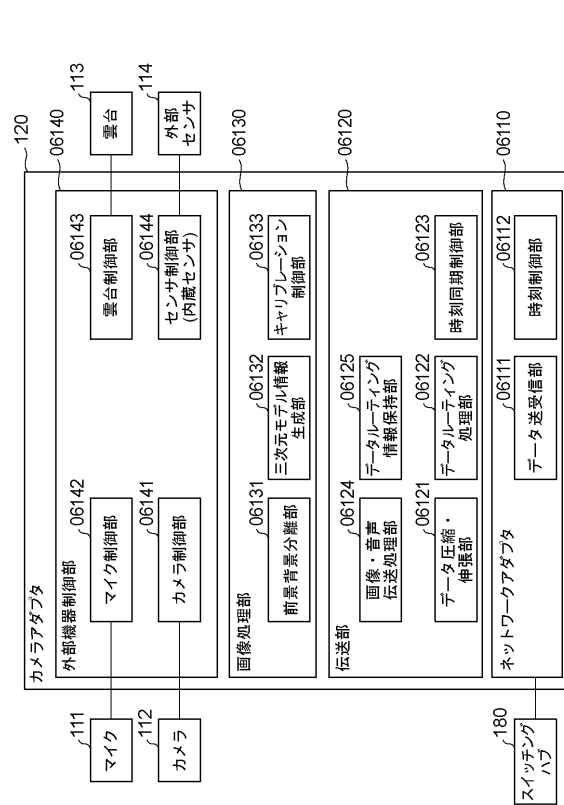 カメラアダプタ
120
外部機器制御部
06140
111
マイク
06142
マイク制御部
06143
雲台制御部
113
雲台
112
カメラ
06141
カメラ制御部
06144
センサ制御部
(内蔵センサ)
114
外部
センサ
画像処理部
06130
06131
前景背景分離部
06132
三次元モデル情報
生成部
06133
キャリブレーション
制御部
伝送部
06120
06124
画像・音声
伝送処理部
06125
データルーティング
情報保持部
06121
データ圧縮・
伸張部
06122
データルーティング
処理部
06123
時刻同期制御部
ネットワークアダプタ
06110
180
スイッチング
ハブ
06111
データ送受信部
06112
時刻制御部